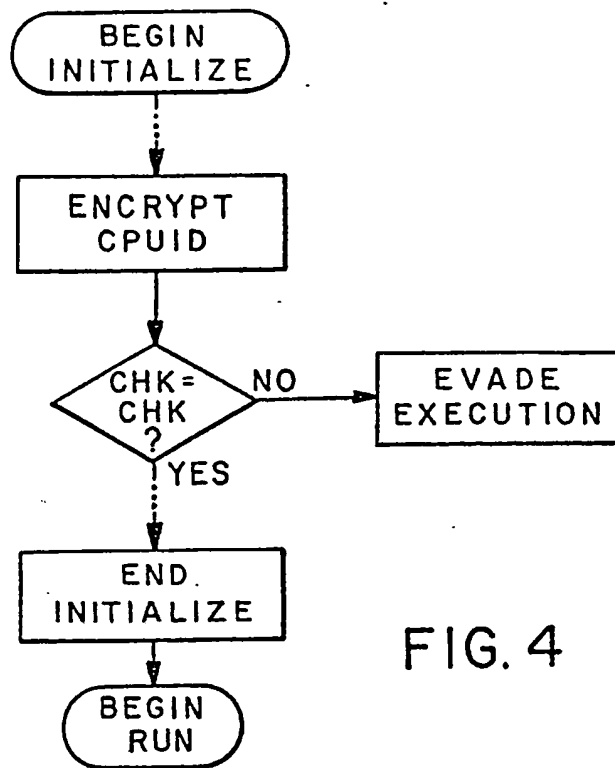 BEGIN
INITIALIZE
ENCRYPT
CPUID
CHK =
CHK
?
NO
EVADE
EXECUTION
YES
END
INITIALIZE
BEGIN
RUN
FIG. 4